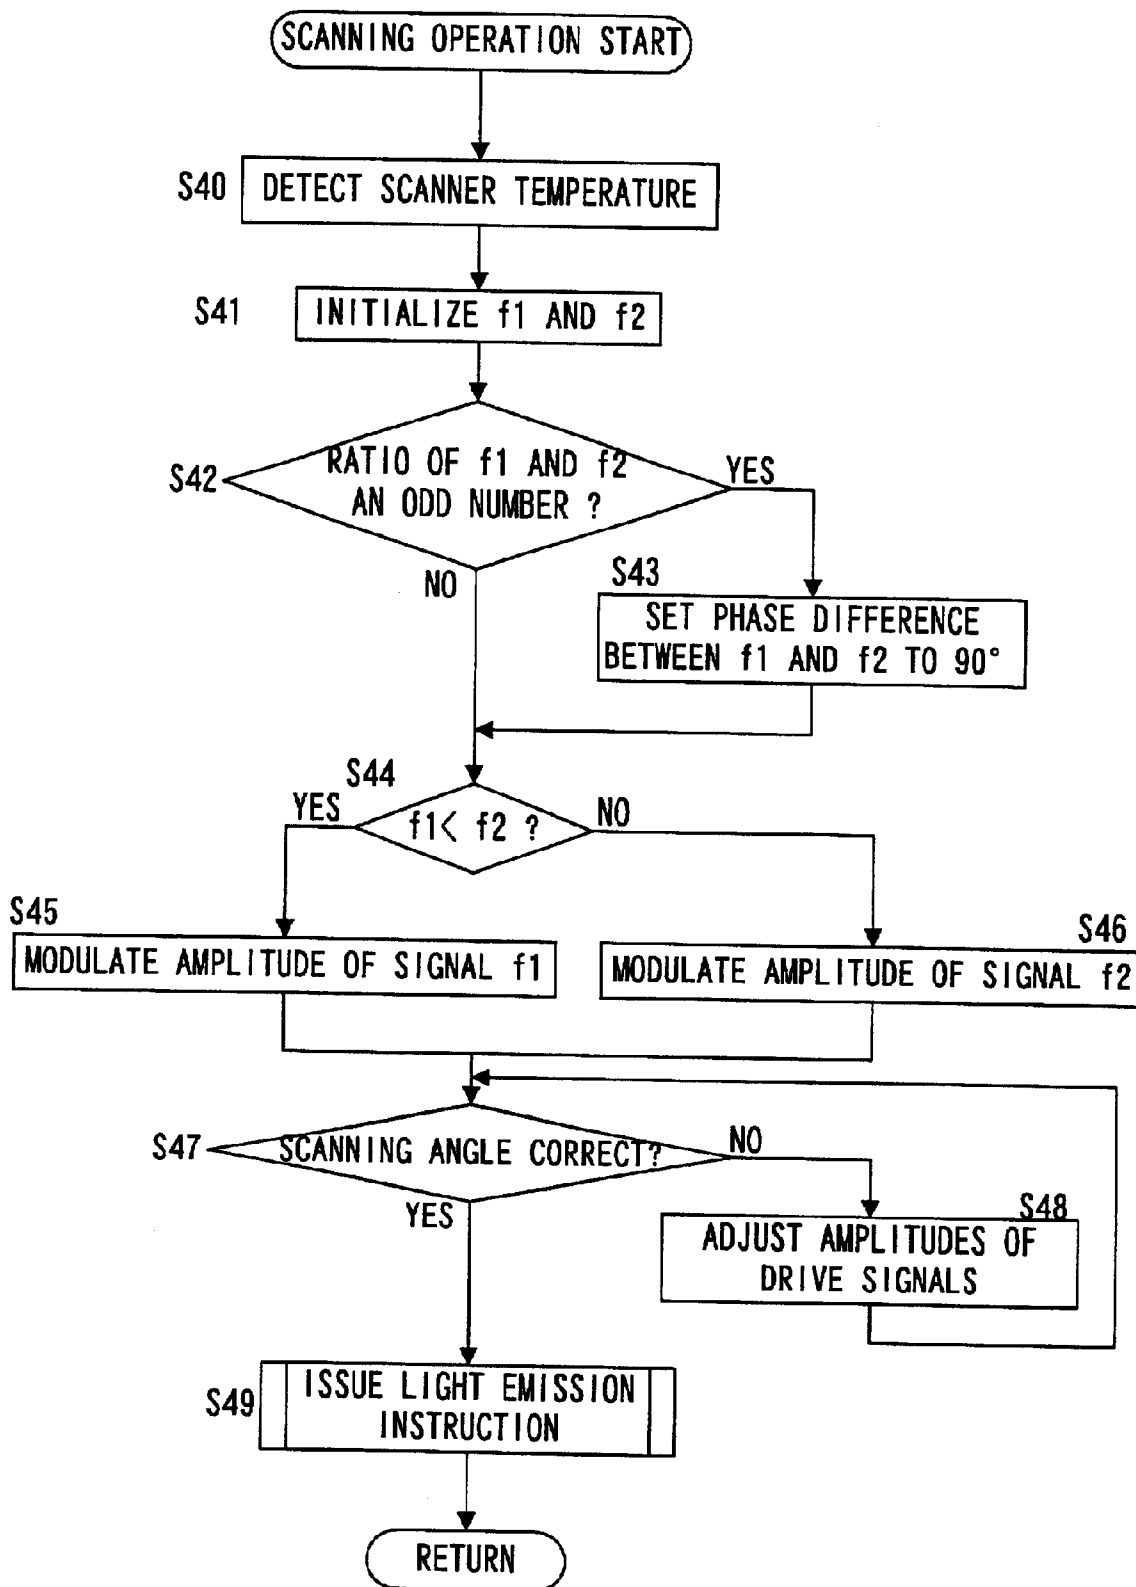 SCANNING OPERATION START
S40
DETECT SCANNER TEMPERATURE
S41
INITIALIZE f1 AND f2
S42
RATIO OF f1 AND f2
AN ODD NUMBER ?
YES
NO
S43
SET PHASE DIFFERENCE
BETWEEN f1 AND f2 TO 90°
S44
YES
f1< f2 ?
NO
S45
MODULATE AMPLITUDE OF SIGNAL f1
S46
MODULATE AMPLITUDE OF SIGNAL f2
S47
SCANNING ANGLE CORRECT?
NO
YES
S48
ADJUST AMPLITUDES OF
DRIVE SIGNALS
S49
ISSUE LIGHT EMISSION
INSTRUCTION
RETURN